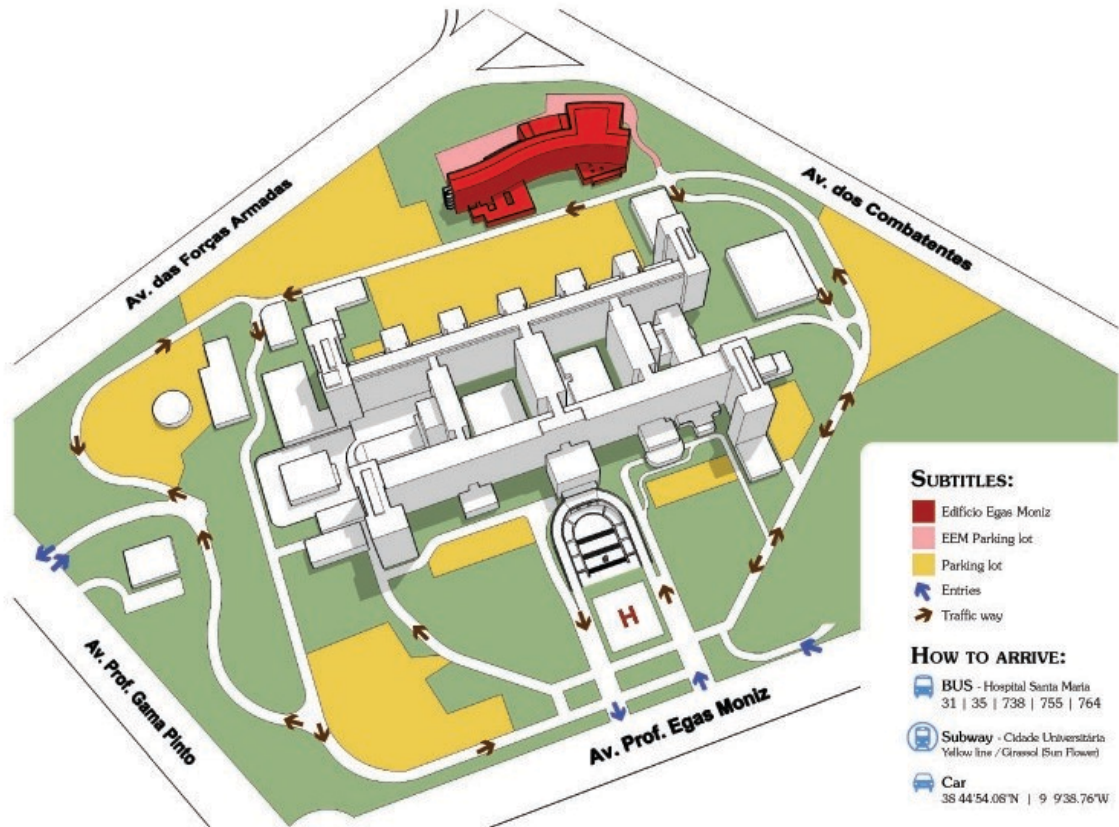 Av. das Forças Armadas
Av. dos Combatentes
Av. Prof. Gama Pinto
Av. Prof. Egas Moniz
H
SUBTITLES:
Edifício Egas Moniz
EEM Parking lot
Parking lot
Entries
Traffic way
HOW TO ARRIVE:
BUS - Hospital Santa Maria
31 | 35 | 738 | 755 | 764
Subway - Cidade Universitária
Yellow line / Girassol (Sun Flower)
Car
38 44'54.08"N | 9 9'38.76"W